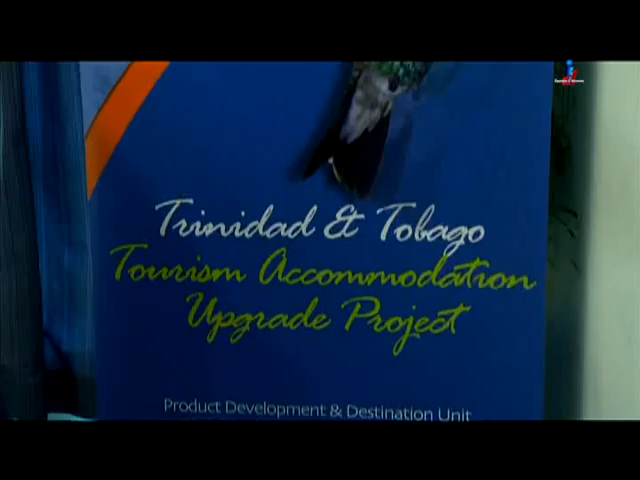 Trinidad & Tobago
Tourism Accommodation
Upgrade Project
Product Development & Destination Unit